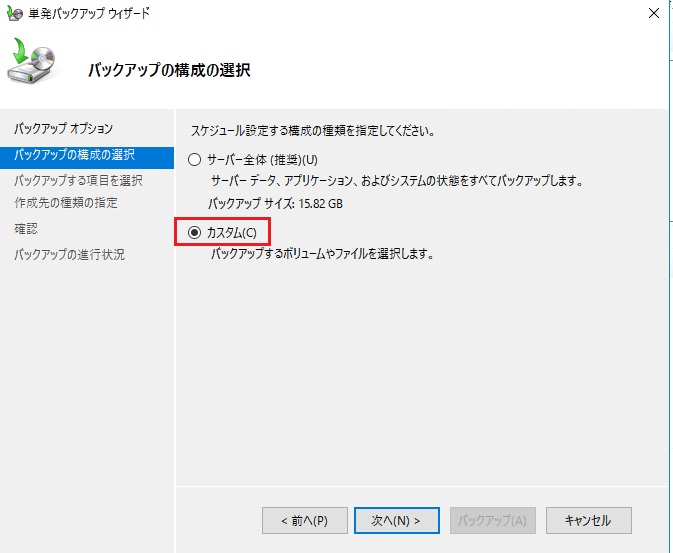 単発バックアップ ウィザード
バックアップの構成の選択
バックアップ オプション
バックアップの構成の選択
バックアップする項目を選択
作成先の種類の指定
確認
バックアップの進行状況
スケジュール設定する構成の種類を指定してください。
サーバー全体 (推奨)(U)
サーバー データ、アプリケーション、およびシステムの状態をすべてバックアップします。
バックアップ サイズ: 15.82 GB
カスタム(C)
バックアップするボリュームやファイルを選択します。
< 前へ(P)
次へ(N) >
バックアップ(A)
キャンセル